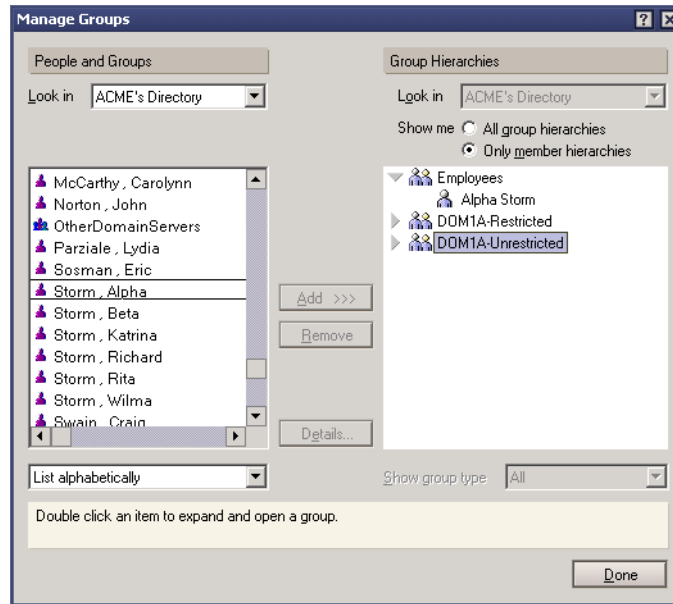 Manage Groups
People and Groups
Look in ACME's Directory
McCarthy , Carolynn
Norton , John
OtherDomainServers
Parziale , Lydia
Sosman , Eric
Storm , Alpha
Storm , Beta
Storm , Katrina
Storm , Richard
Storm , Rita
Storm , Wilma
Swain , Craig
List alphabetically
Add >>>
Remove
Details...
Group Hierarchies
Look in ACME's Directory
Show me All group hierarchies
Only member hierarchies
Employees
Alpha Storm
DOM1A-Restricted
DOM1A-Unrestricted
Show group type All
Double click an item to expand and open a group.
Done